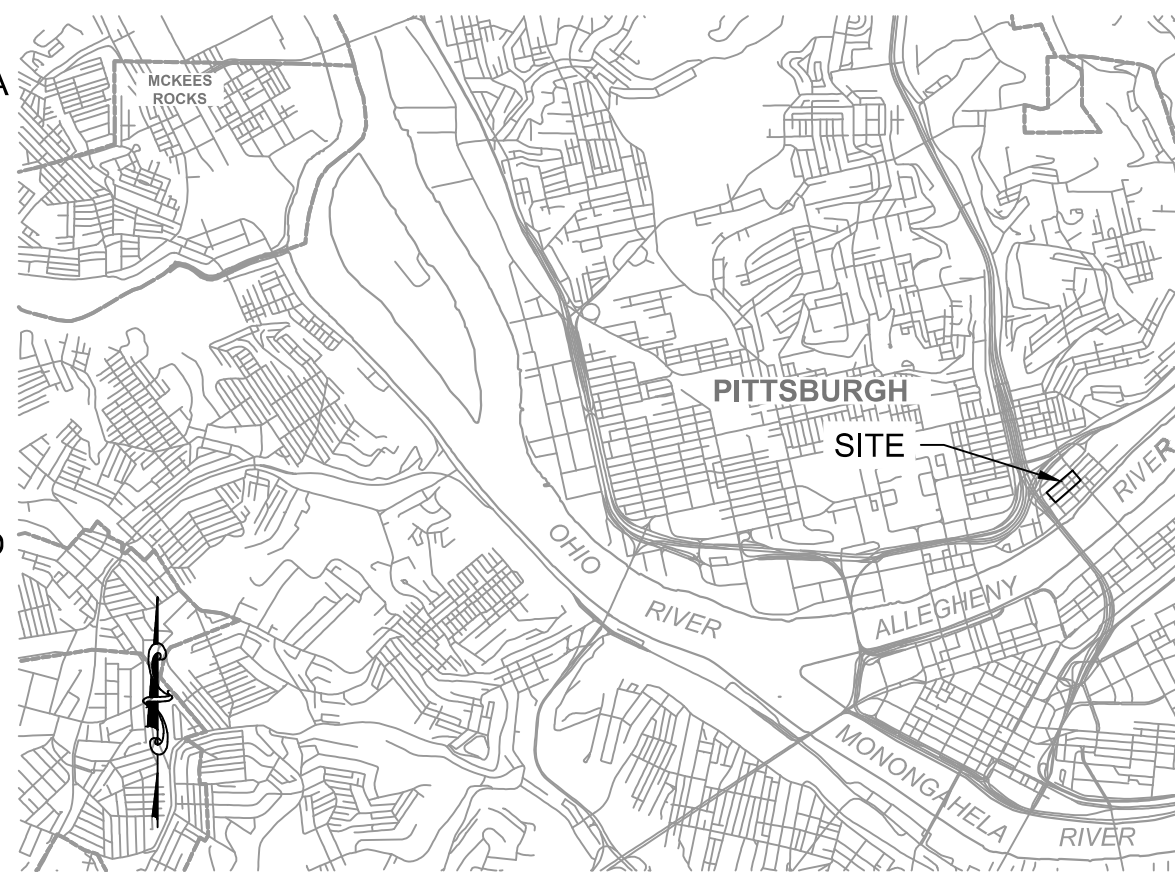 A
MCKEES
ROCKS
PITTSBURGH
SITE
RIVER
OHIO
RIVER
ALLEGHENY
MONONGAHELA
RIVER